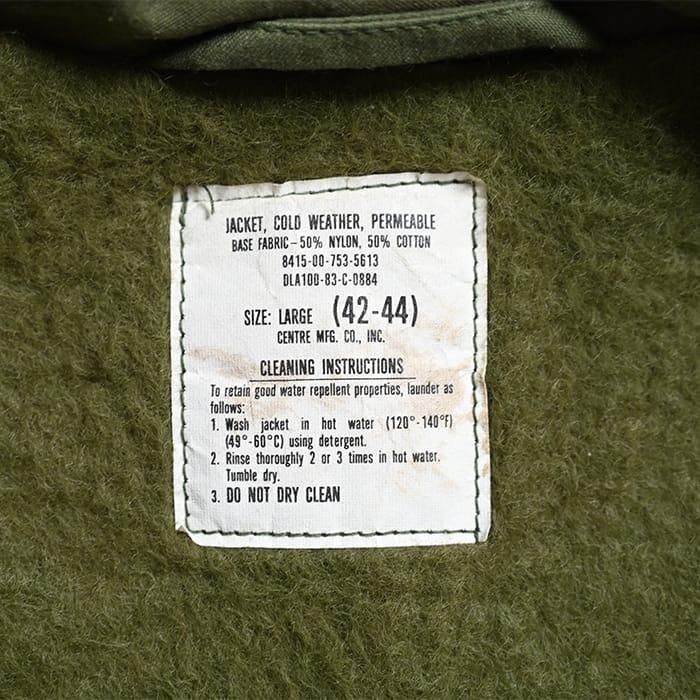 JACKET, COLD WEATHER, PERMEABLE
BASE FABRIC-50% NYLON, 50% COTTON
8415-00-753-5613
DLA100-83-C-0884
SIZE: LARGE (42-44)
CENTRE MFG. CO., INC.
CLEANING INSTRUCTIONS
To retain good water repellent properties, launder as
follows:
1. Wash jacket in hot water (120°-140°F)
(49°-60°C) using detergent.
2. Rinse thoroughly 2 or 3 times in hot water.
Tumble dry.
3. DO NOT DRY CLEAN